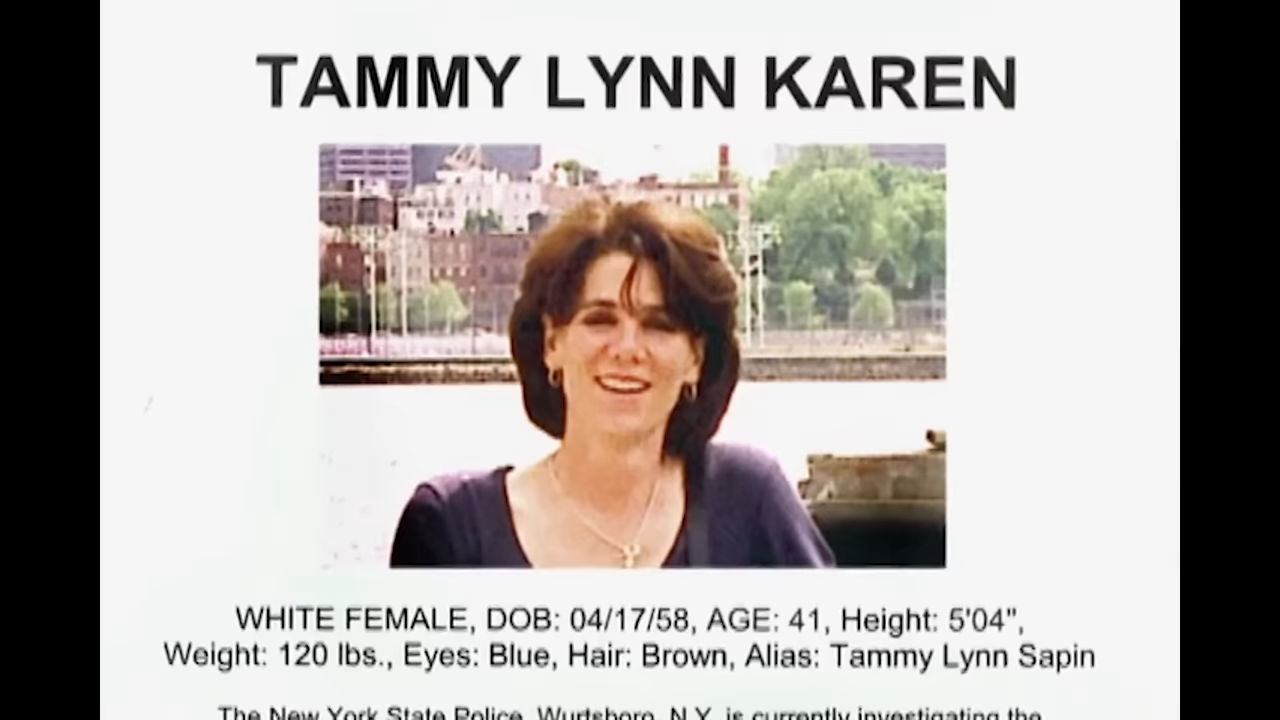 TAMMY LYNN KAREN
WHITE FEMALE, DOB: 04/17/58, AGE: 41, Height: 5'04",
Weight: 120 lbs., Eyes: Blue, Hair: Brown, Alias: Tammy Lynn Sapin
The New York State Police, Wurtsboro, N.Y. is currently investigating the